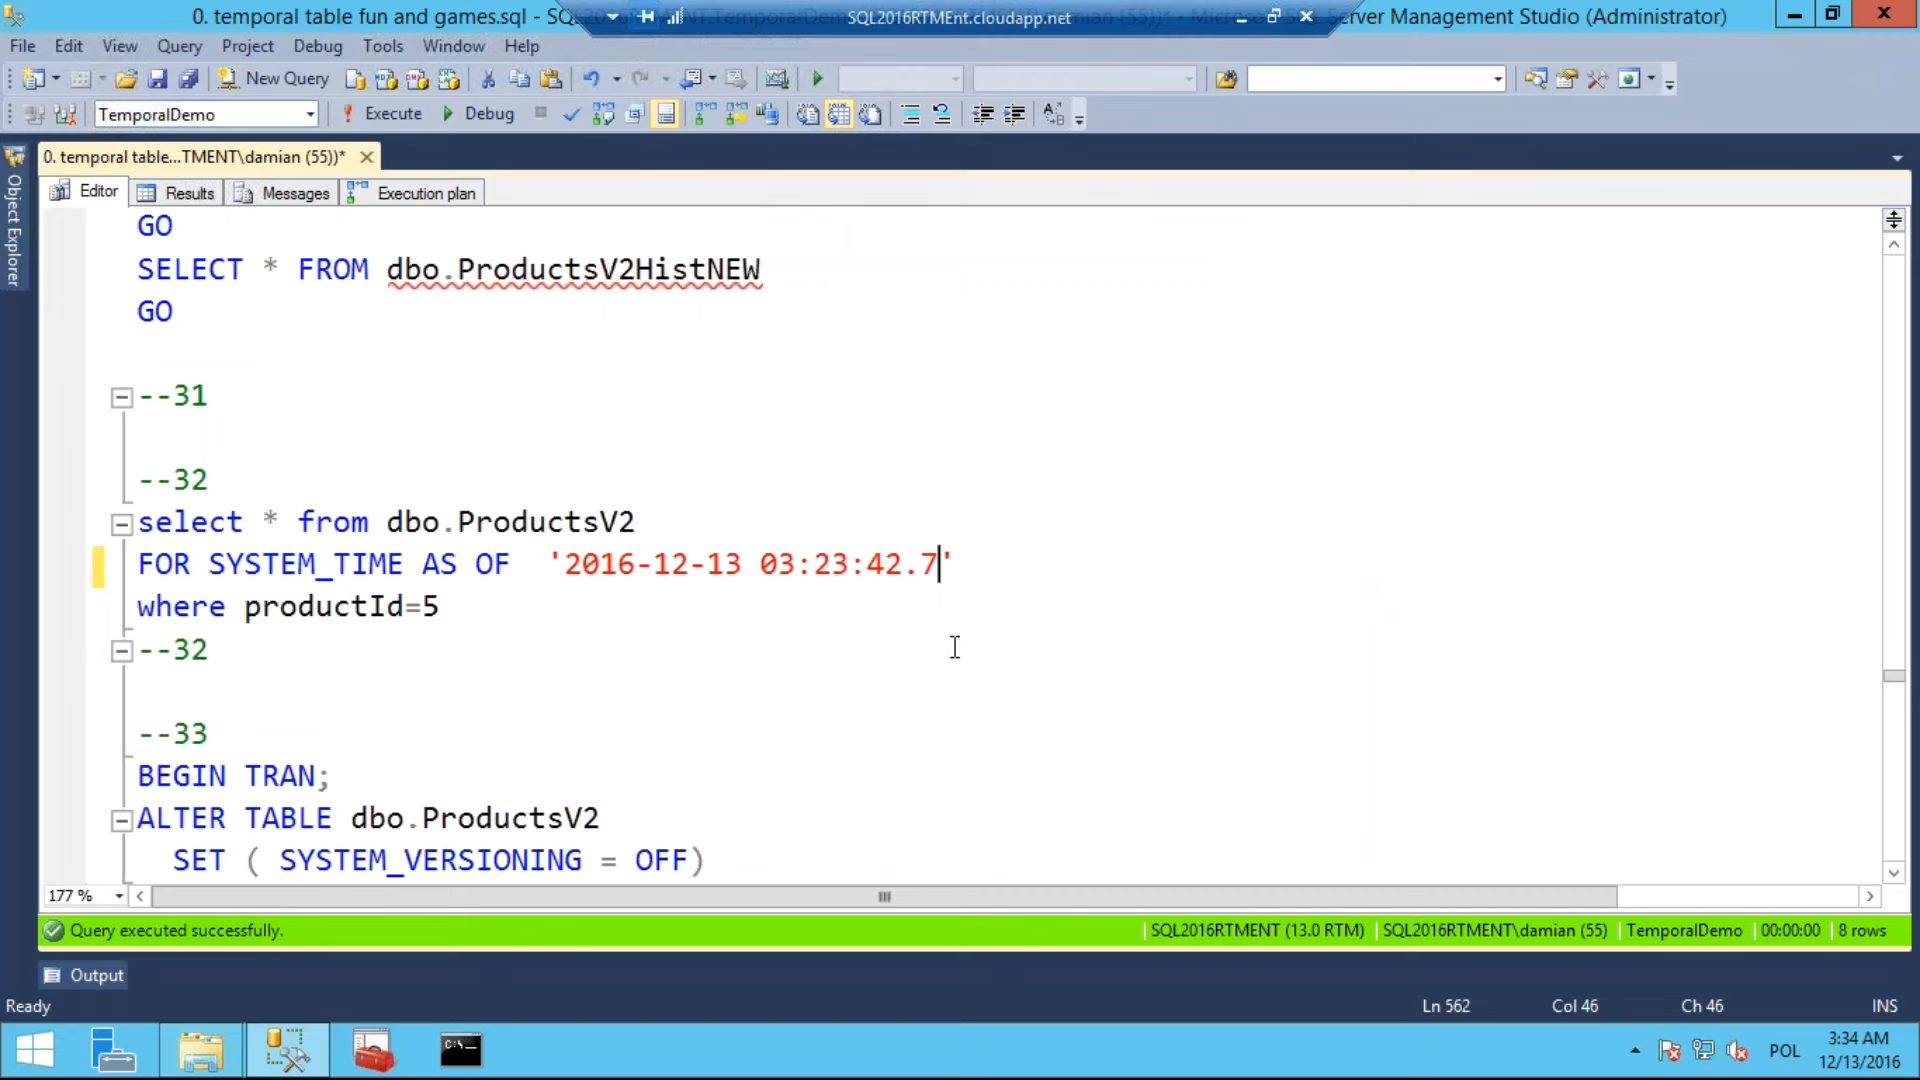 0. temporal table fun and games.sql - SQL2016RTMENT.TemporalDemo SQL2016RTMEnt.cloudapp.net SQL Server Management Studio (Administrator)
File Edit View Query Project Debug Tools Window Help
New Query
TemporalDemo Execute Debug
0. temporal table...TMENT\damian (55))*
Object Explorer
Editor Results Messages Execution plan
GO
SELECT * FROM dbo.ProductsV2HistNEW
GO
--31
--32
select * from dbo.ProductsV2
FOR SYSTEM_TIME AS OF '2016-12-13 03:23:42.7'
where productId=5
--32
--33
BEGIN TRAN;
ALTER TABLE dbo.ProductsV2
SET ( SYSTEM_VERSIONING = OFF)
177 %
Query executed successfully. SQL2016RTMENT (13.0 RTM) SQL2016RTMENT\damian (55) TemporalDemo 00:00:00 8 rows
Output
Ready Ln 562 Col 46 Ch 46 INS
POL 3:34 AM
12/13/2016